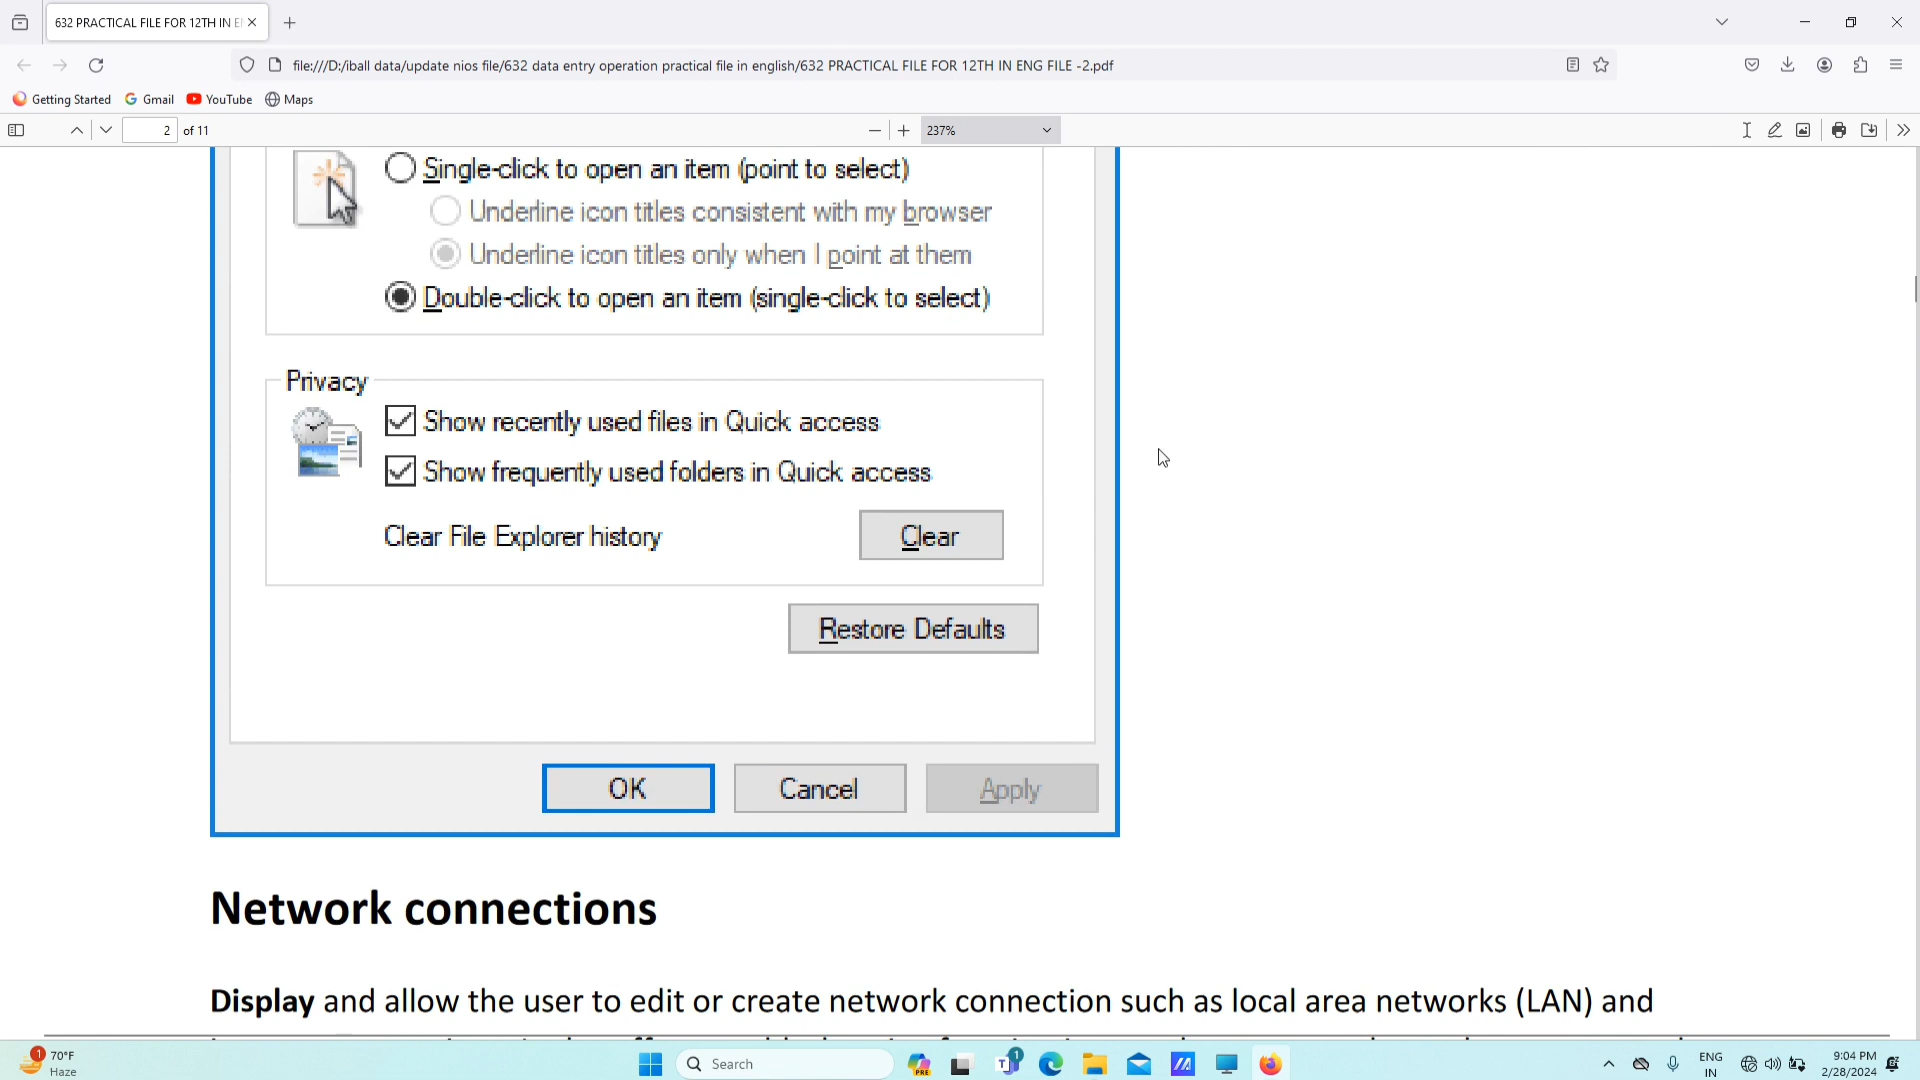 632 PRACTICAL FILE FOR 12TH IN E
file:///D:/iball data/update nios file/632 data entry operation practical file in english/632 PRACTICAL FILE FOR 12TH IN ENG FILE -2.pdf
Getting Started Gmail YouTube Maps
2 of 11 237%
Single-click to open an item (point to select)
Underline icon titles consistent with my browser
Underline icon titles only when I point at them
Double-click to open an item (single-click to select)
Privacy
Show recently used files in Quick access
Show frequently used folders in Quick access
Clear File Explorer history Clear
Restore Defaults
OK Cancel Apply
Network connections
Display and allow the user to edit or create network connection such as local area networks (LAN) and
1 70°F
Haze
Search
PRE
1
ENG
IN
9:04 PM
2/28/2024